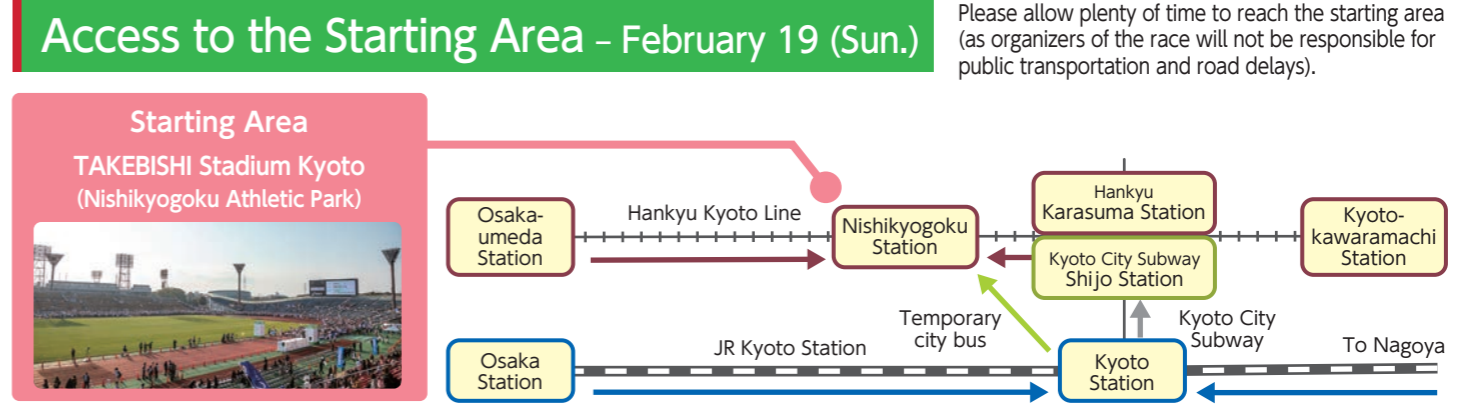 Access to the Starting Area – February 19 (Sun.)
Please allow plenty of time to reach the starting area
(as organizers of the race will not be responsible for
public transportation and road delays).
Starting Area
TAKEBISHI Stadium Kyoto
(Nishikyogoku Athletic Park)
Osaka-
umeda
Station
Hankyu Kyoto Line
Nishikyogoku
Station
Hankyu
Karasuma Station
Kyoto City Subway
Shijo Station
Kyoto-
kawaramachi
Station
Temporary
city bus
Kyoto City
Subway
Osaka
Station
JR Kyoto Station
Kyoto
Station
To Nagoya